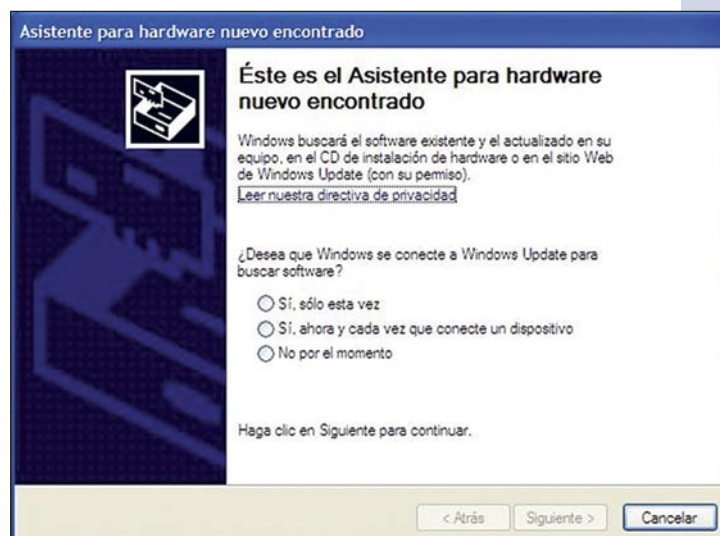 Asistente para hardware nuevo encontrado
Éste es el Asistente para hardware
nuevo encontrado
Windows buscará el software existente y el actualizado en su
equipo, en el CD de instalación de hardware o en el sitio Web
de Windows Update (con su permiso).
Leer nuestra directiva de privacidad
¿Desea que Windows se conecte a Windows Update para
buscar software?
Sí, sólo esta vez
Sí, ahora y cada vez que conecte un dispositivo
No por el momento
Haga clic en Siguiente para continuar.
< Atrás Siguiente > Cancelar